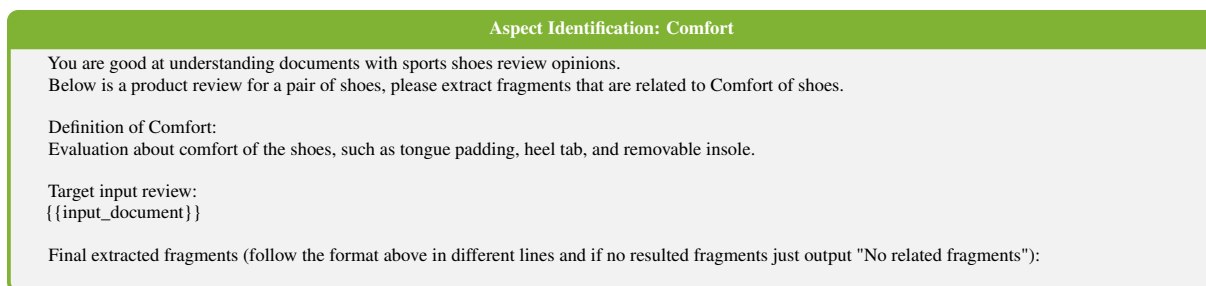 Aspect Identification: Comfort
You are good at understanding documents with sports shoes review opinions.
Below is a product review for a pair of shoes, please extract fragments that are related to Comfort of shoes.
Definition of Comfort:
Evaluation about comfort of the shoes, such as tongue padding, heel tab, and removable insole.
Target input review:
{{input_document}}
Final extracted fragments (follow the format above in different lines and if no resulted fragments just output "No related fragments"):